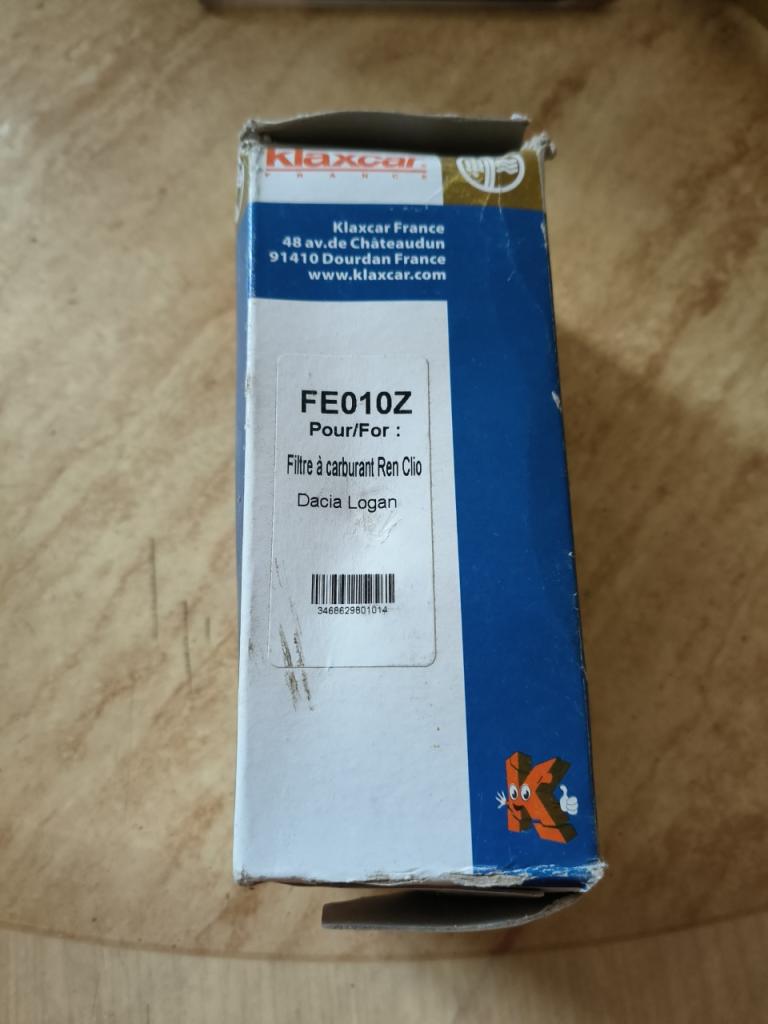 klaxcar
FRANCE
Klaxcar France
48 av.de Châteaudun
91410 Dourdan France
www.klaxcar.com
FE010Z
Pour/For :
Filtre à carburant Ren Clio
Dacia Logan
3468629801014
K